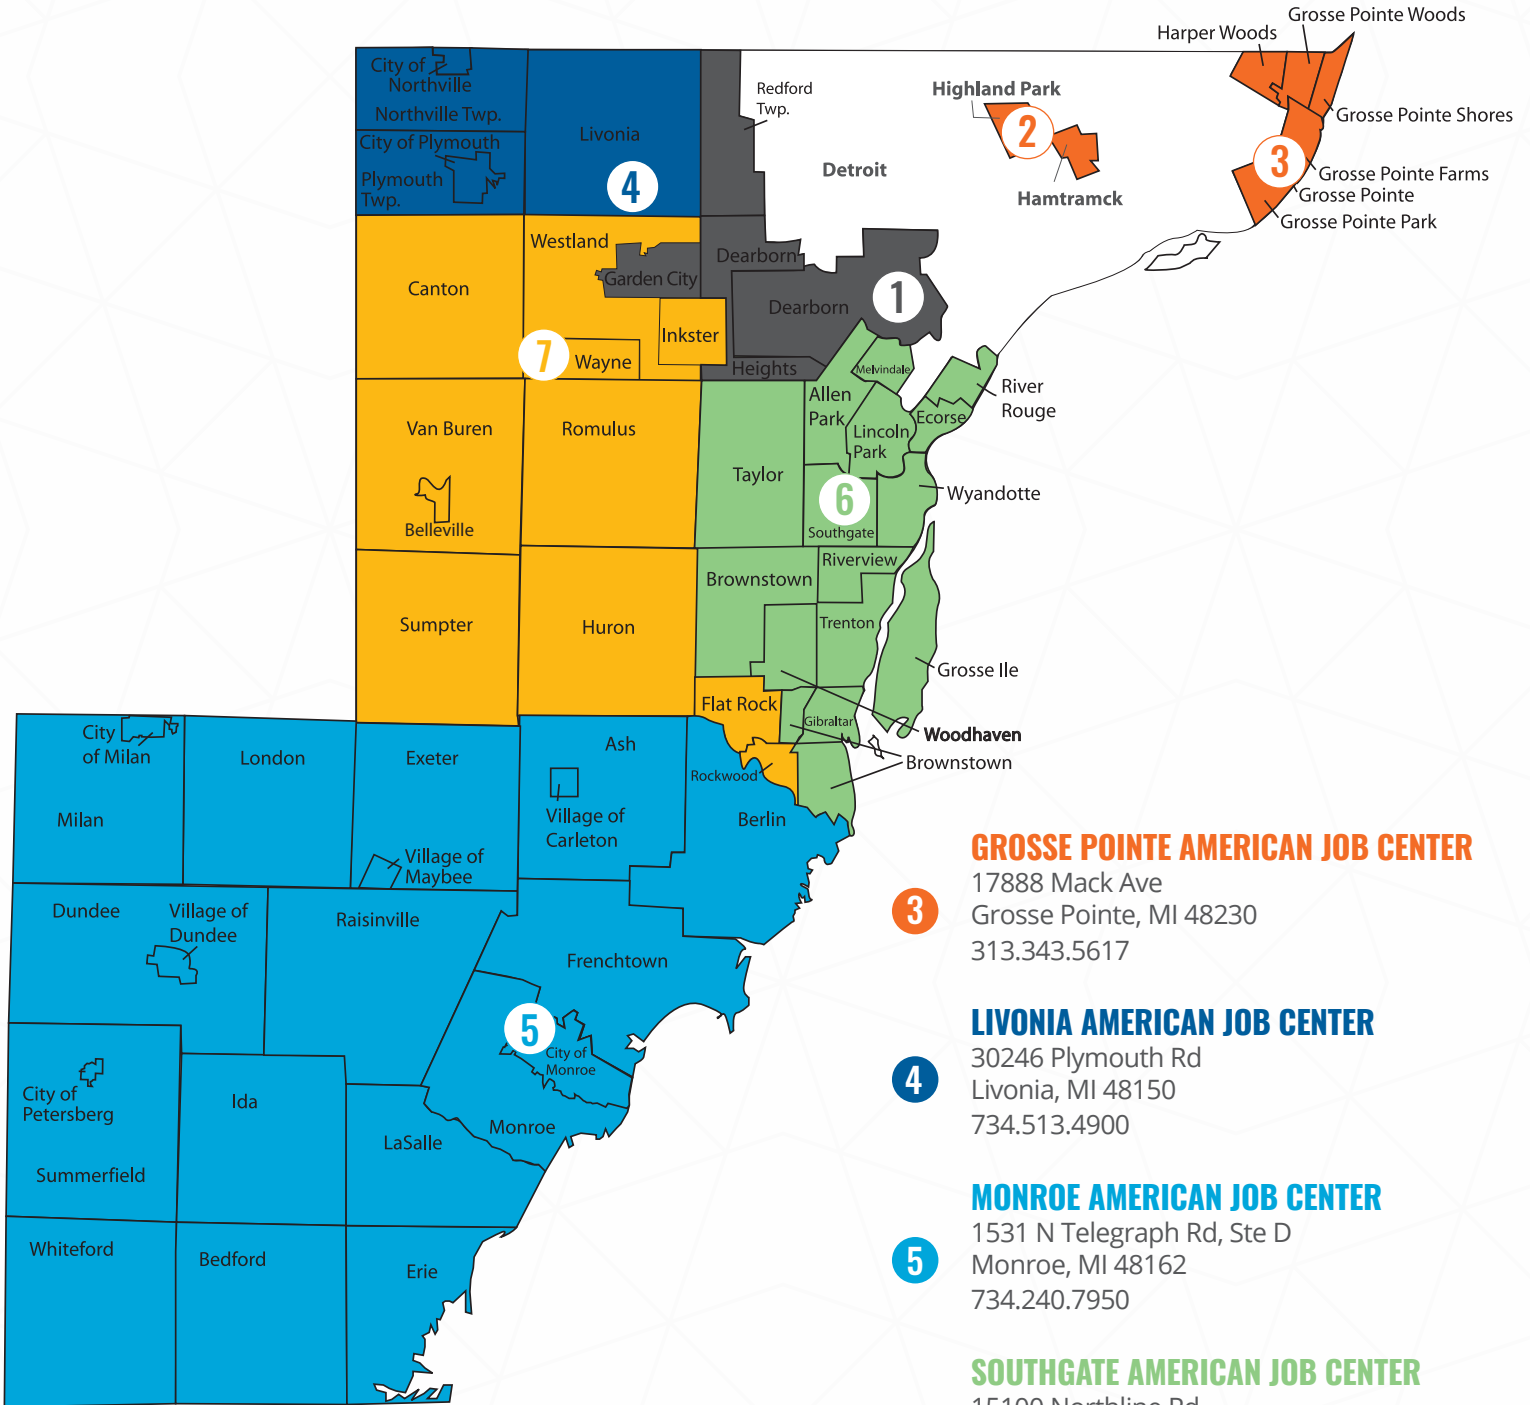 Grosse Pointe Woods
Harper Woods
City of
Northville
Northville Twp.
City of Plymouth
Plymouth
Twp.
Livonia
4
Redford
Twp.
Highland Park
2
Detroit
Hamtramck
Grosse Pointe Shores
3
Grosse Pointe Farms
Grosse Pointe
Grosse Pointe Park
Westland
Garden City
Dearborn
Canton
Dearborn
1
Inkster
7
Wayne
Heights
Melvindale
Allen
Park
River
Rouge
Ecorse
Lincoln
Park
Van Buren
Romulus
Taylor
Wyandotte
6
Belleville
Southgate
Riverview
Brownstown
Sumpter
Huron
Trenton
Grosse Ile
Flat Rock
Gibraltar
Woodhaven
Brownstown
City
of Milan
London
Exeter
Ash
Rockwood
Milan
Village of
Carleton
Berlin
Village of
Maybee
Dundee
Village of
Dundee
Raisinville
Frenchtown
5
City of
Monroe
City of
Petersberg
Ida
Monroe
LaSalle
Summerfield
Whiteford
Bedford
Erie
GROSSE POINTE AMERICAN JOB CENTER
3
17888 Mack Ave
Grosse Pointe, MI 48230
313.343.5617
LIVONIA AMERICAN JOB CENTER
4
30246 Plymouth Rd
Livonia, MI 48150
734.513.4900
MONROE AMERICAN JOB CENTER
5
1531 N Telegraph Rd, Ste D
Monroe, MI 48162
734.240.7950
SOUTHGATE AMERICAN JOB CENTER
15100 Northline Rd